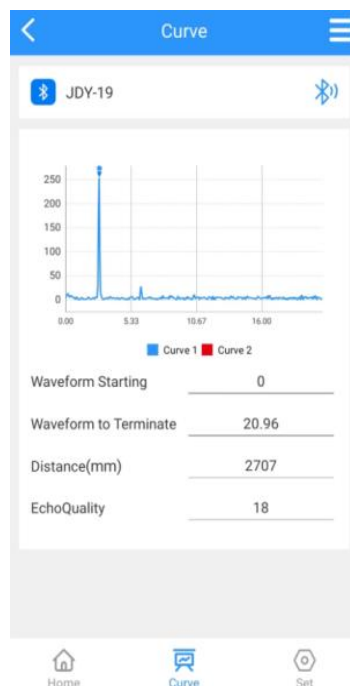 Curve
JDY-19
250
200
150
100
50
0
0.00 5.33 10.67 16.00
Curve 1 Curve 2
Waveform Starting 0
Waveform to Terminate 20.96
Distance(mm) 2707
EchoQuality 18
Home Curve Set